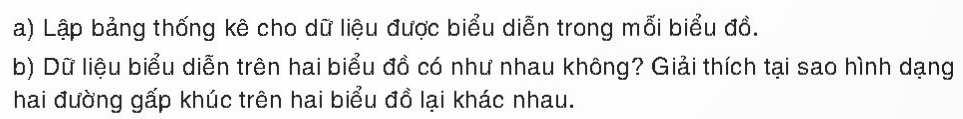 a) Lập bảng thống kê cho dữ liệu được biểu diễn trong mỗi biểu đồ.
b) Dữ liệu biểu diễn trên hai biểu đồ có như nhau không? Giải thích tại sao hình dạng
hai đường gấp khúc trên hai biểu đồ lại khác nhau.